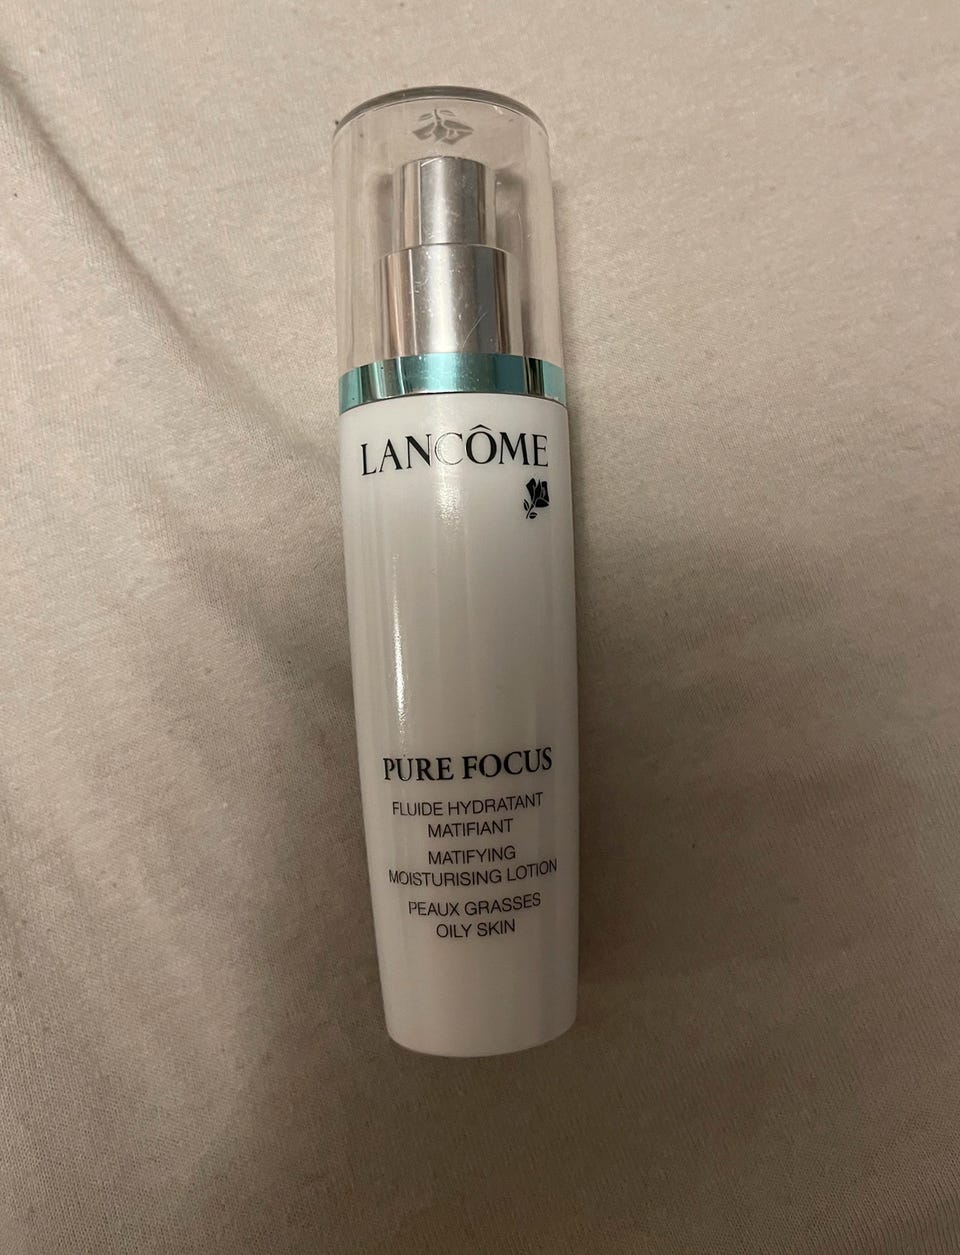 LANCÔME
PURE FOCUS
FLUIDE HYDRATANT
MATIFIANT
MATIFYING
MOISTURISING LOTION
PEAUX GRASSES
OILY SKIN